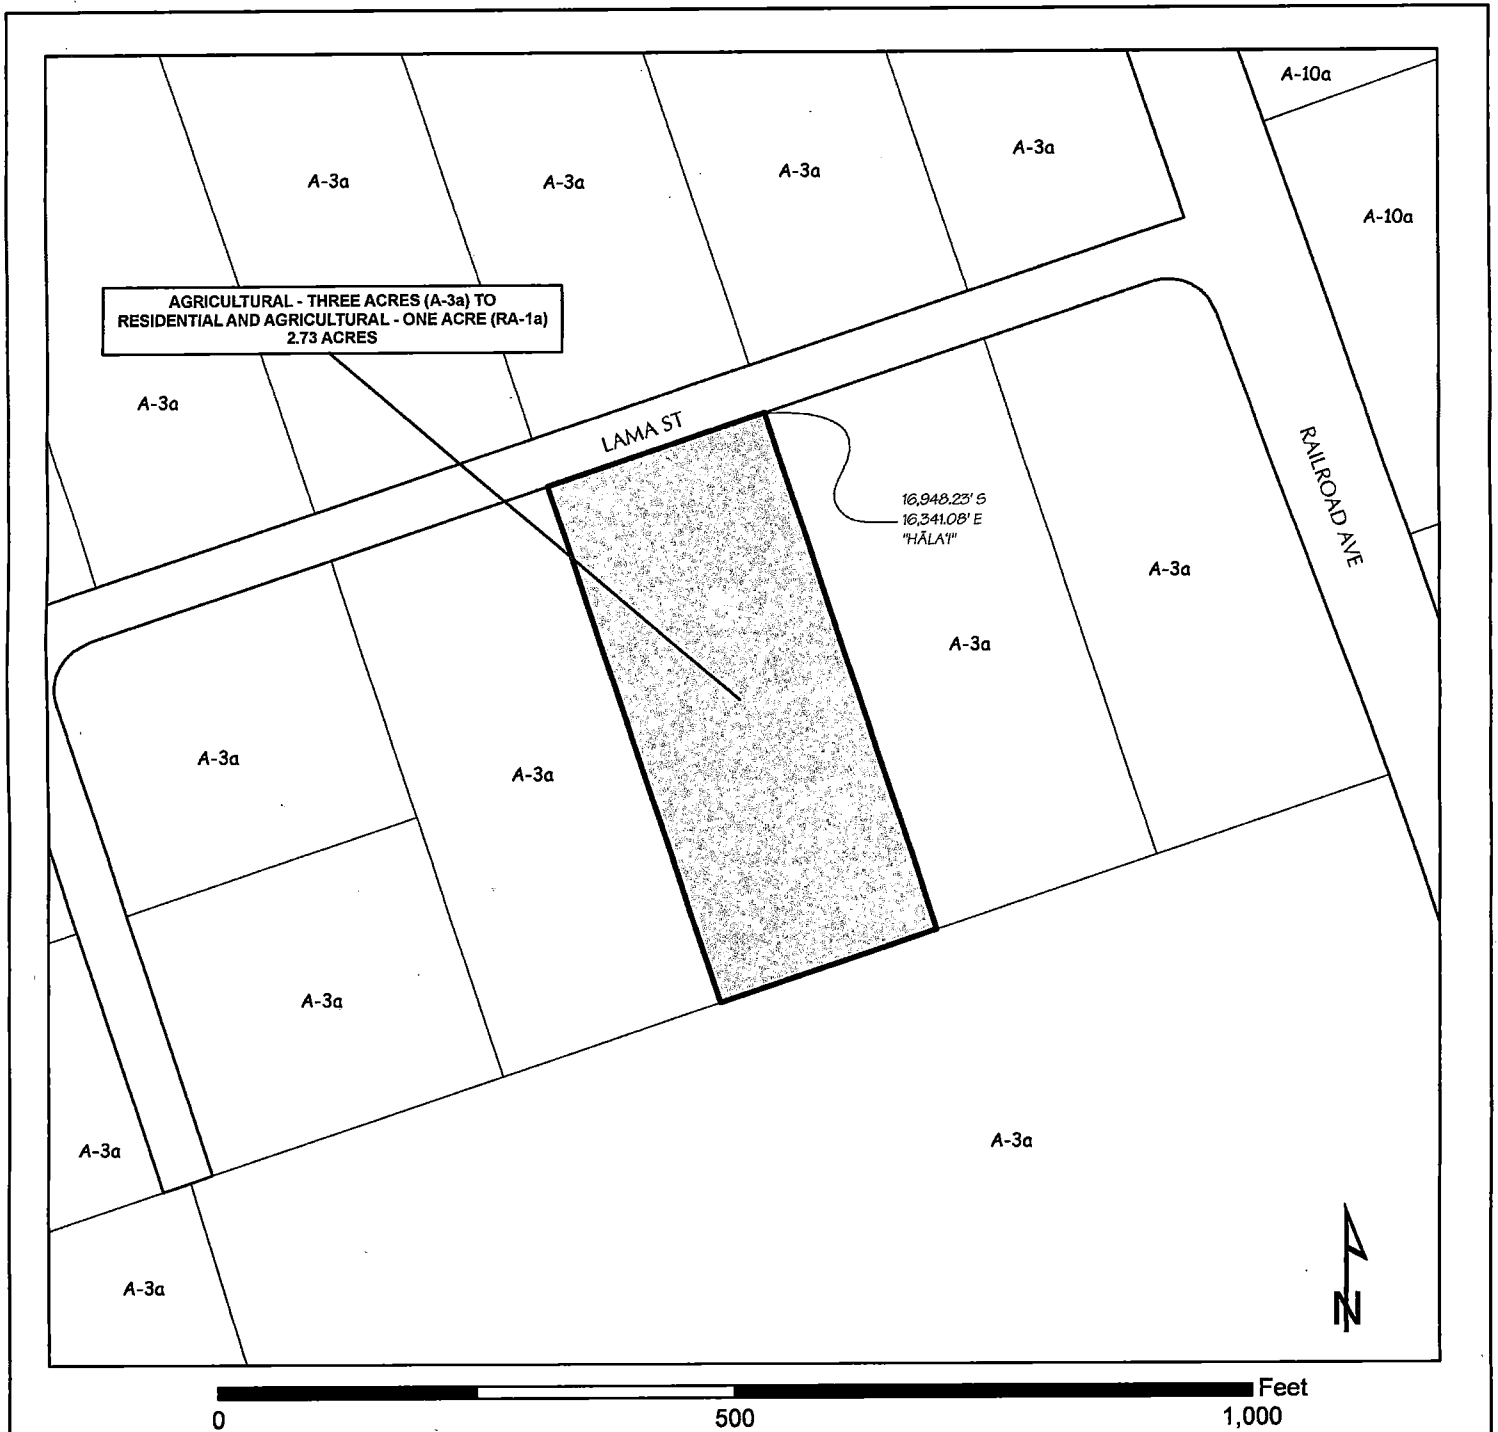 A-10a
A-3a
A-3a
A-3a
A-3a
A-10a
AGRICULTURAL - THREE ACRES (A-3a) TO
RESIDENTIAL AND AGRICULTURAL - ONE ACRE (RA-1a)
2.73 ACRES
A-3a
LAMA ST
RAILROAD AVE
16,948.23' S
16,341.08' E
"HĀLA'I"
A-3a
A-3a
A-3a
A-3a
A-3a
A-3a
A-3a
A-3a
N
Feet
0
500
1,000